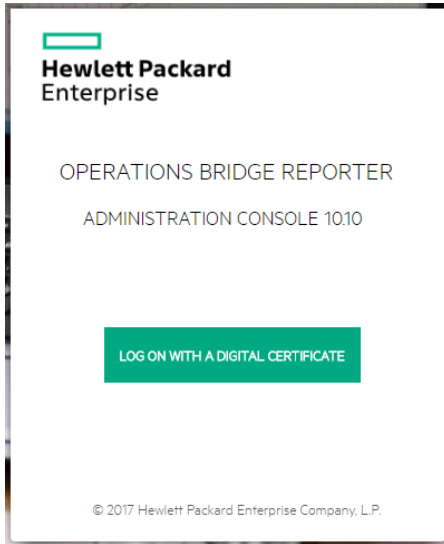 Hewlett Packard
Enterprise
OPERATIONS BRIDGE REPORTER
ADMINISTRATION CONSOLE 10.10
LOG ON WITH A DIGITAL CERTIFICATE
© 2017 Hewlett Packard Enterprise Company, L.P.